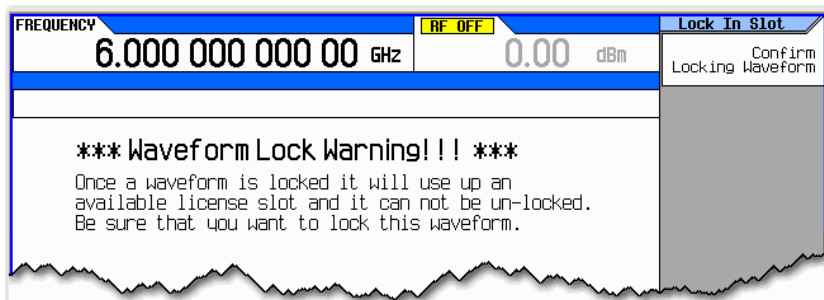 FREQUENCY
6.000 000 000 00 GHz
RF OFF
0.00 dBm
Lock In Slot
Confirm
Locking Waveform
*** Waveform Lock Warning!!! ***
Once a waveform is locked it will use up an
available license slot and it can not be un-locked.
Be sure that you want to lock this waveform.